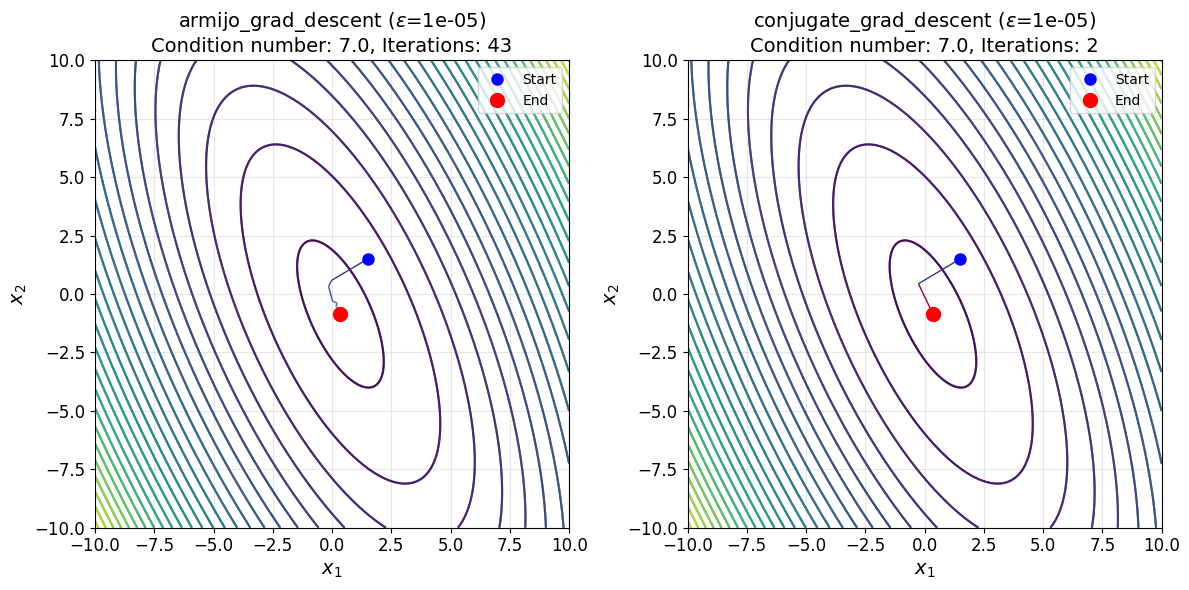 armijo_grad_descent (ε=1e-05)
Condition number: 7.0, Iterations: 43
Start
End
10.0
7.5
5.0
2.5
0.0
−2.5
−5.0
−7.5
−10.0
x₂
−10.0 −7.5 −5.0 −2.5 0.0 2.5 5.0 7.5 10.0
x₁
conjugate_grad_descent (ε=1e-05)
Condition number: 7.0, Iterations: 2
Start
End
10.0
7.5
5.0
2.5
0.0
−2.5
−5.0
−7.5
−10.0
x₂
−10.0 −7.5 −5.0 −2.5 0.0 2.5 5.0 7.5 10.0
x₁